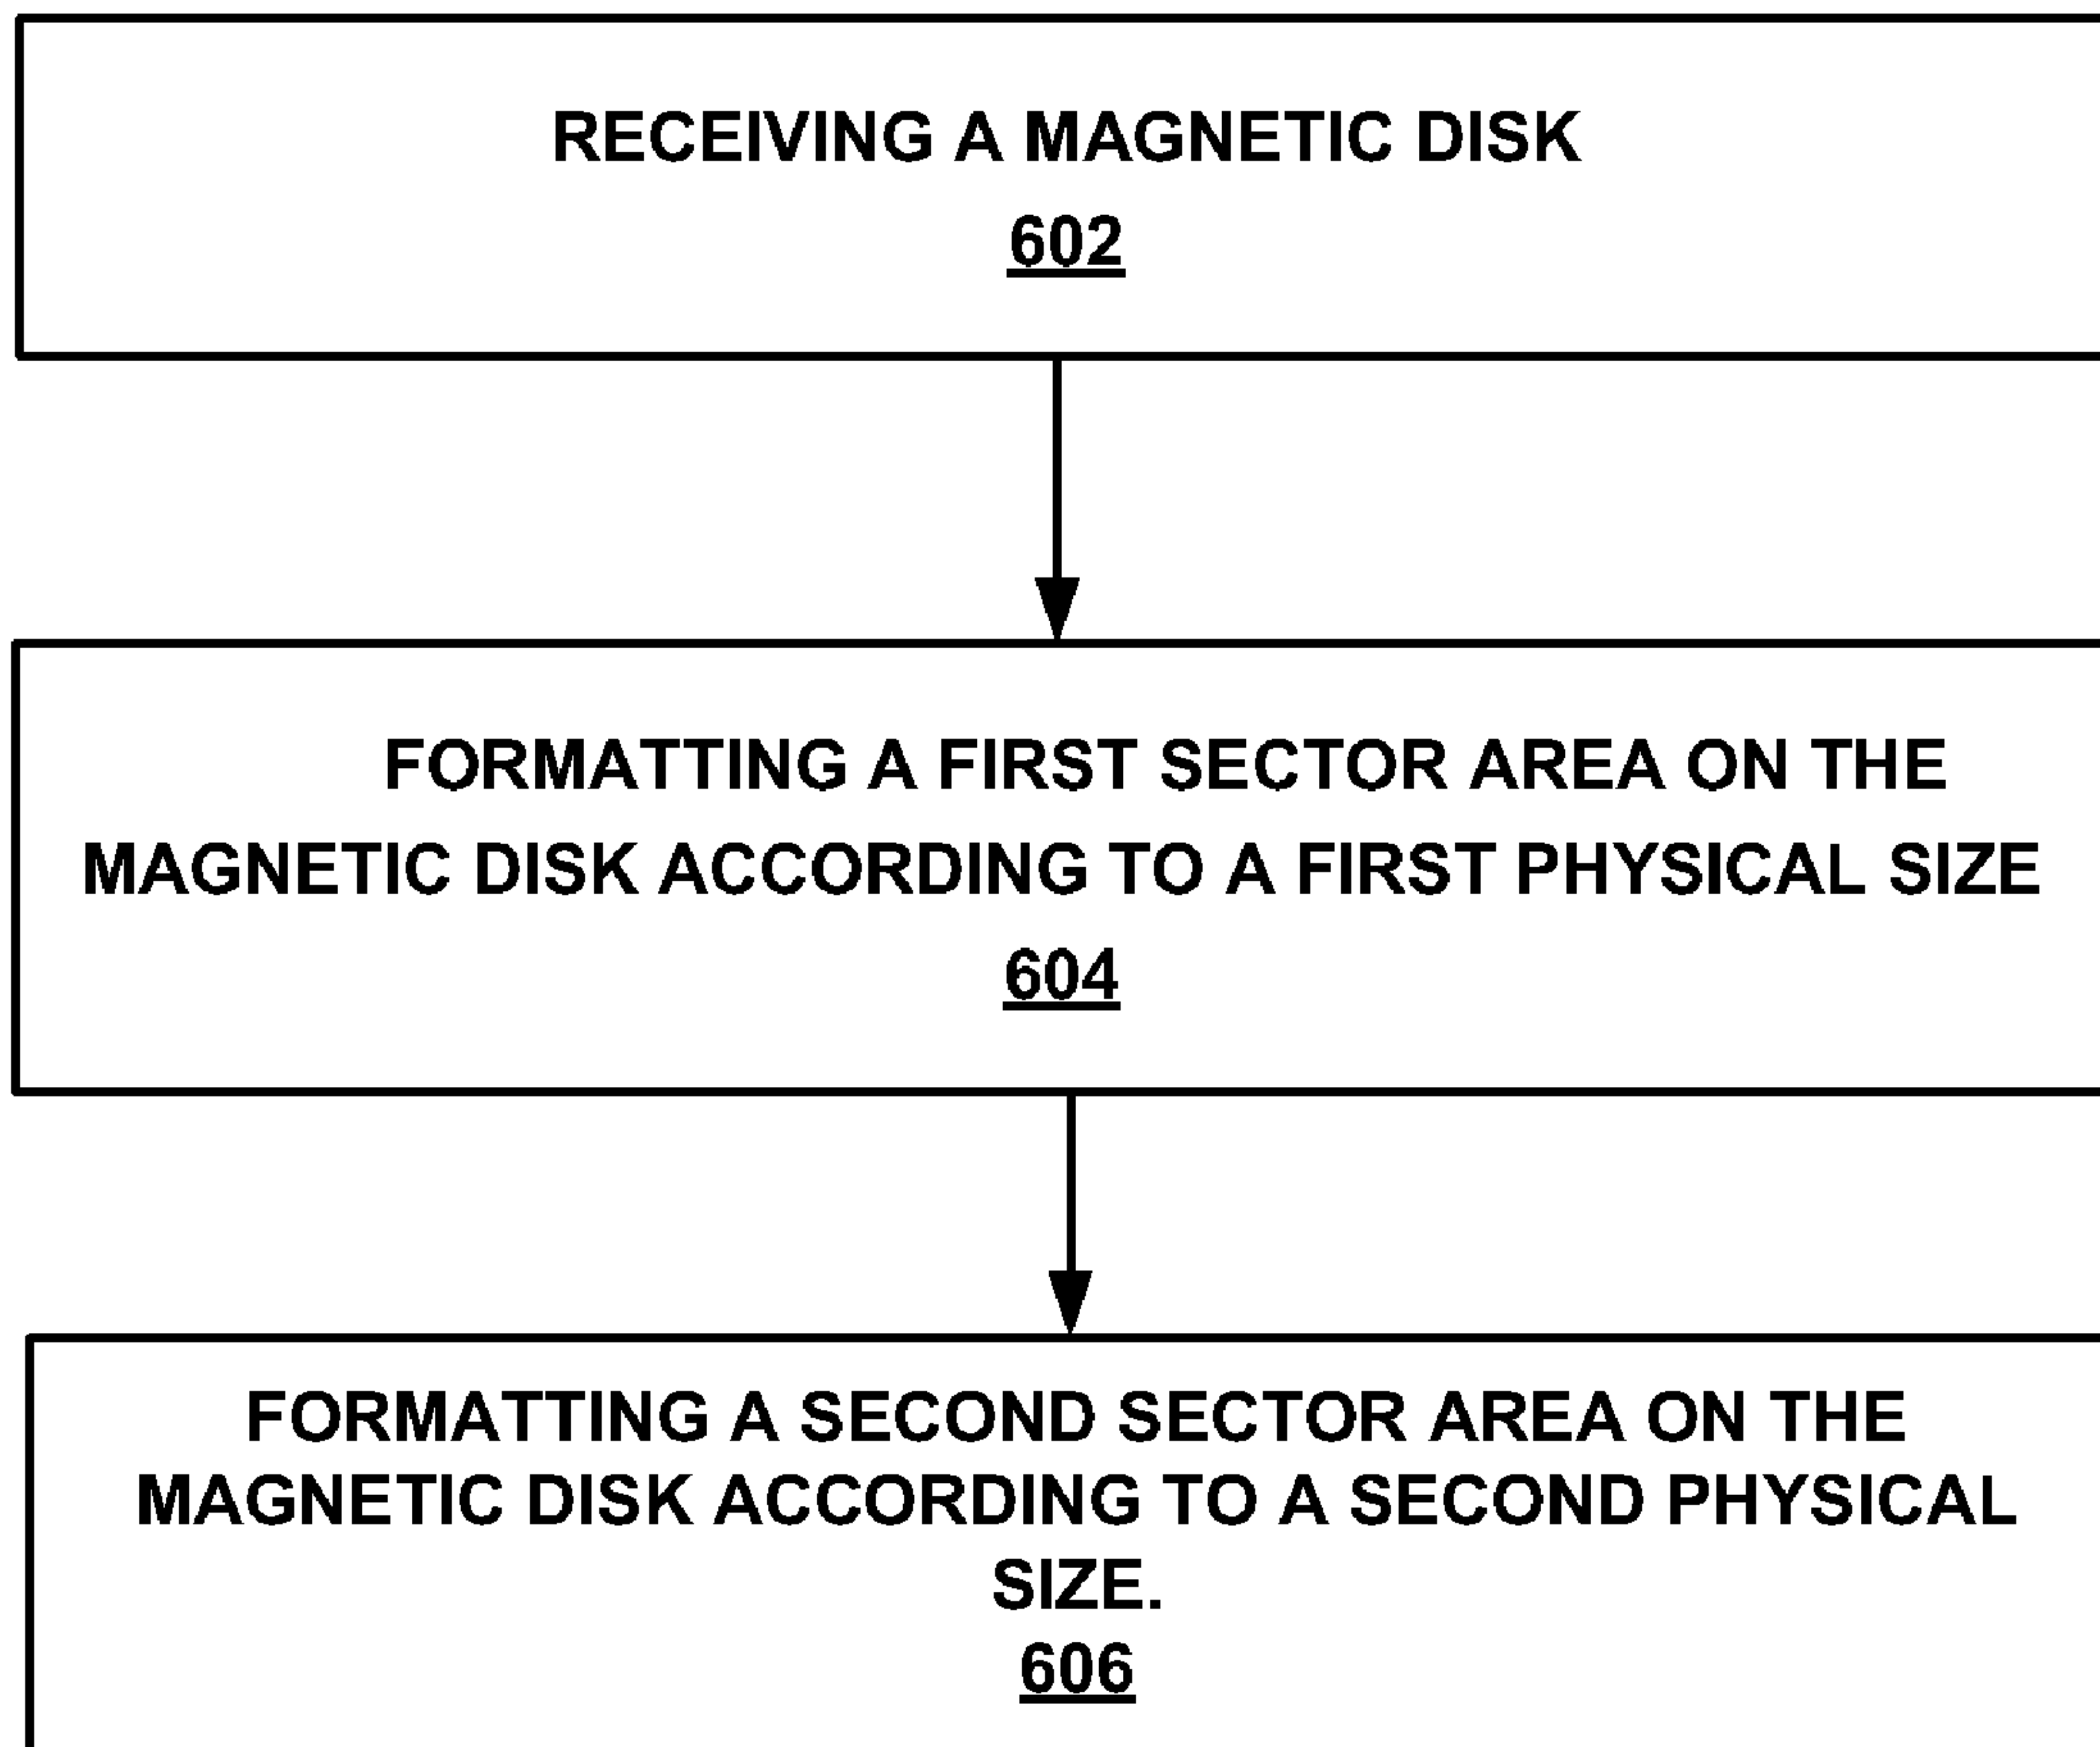 RECEIVING A MAGNETIC DISK
602
FORMATTING A FIRST SECTOR AREA ON THE
MAGNETIC DISK ACCORDING TO A FIRST PHYSICAL SIZE
604
FORMATTING A SECOND SECTOR AREA ON THE
MAGNETIC DISK ACCORDING TO A SECOND PHYSICAL
SIZE.
606